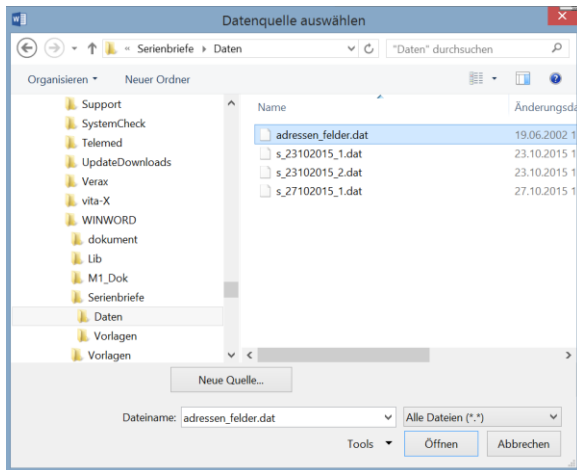 Datenquelle auswählen
« Serienbriefe Daten "Daten" durchsuchen
Organisieren Neuer Ordner
Support
SystemCheck
Telemed
UpdateDownloads
Verax
vita-X
WINWORD
dokument
Lib
M1_Dok
Serienbriefe
Daten
Vorlagen
Vorlagen
Name Änderungsda
adressen_felder.dat 19.06.2002 1
s_23102015_1.dat 23.10.2015 1
s_23102015_2.dat 23.10.2015 1
s_27102015_1.dat 27.10.2015 1
Neue Quelle...
Dateiname: adressen_felder.dat Alle Dateien (*.*)
Tools Öffnen Abbrechen